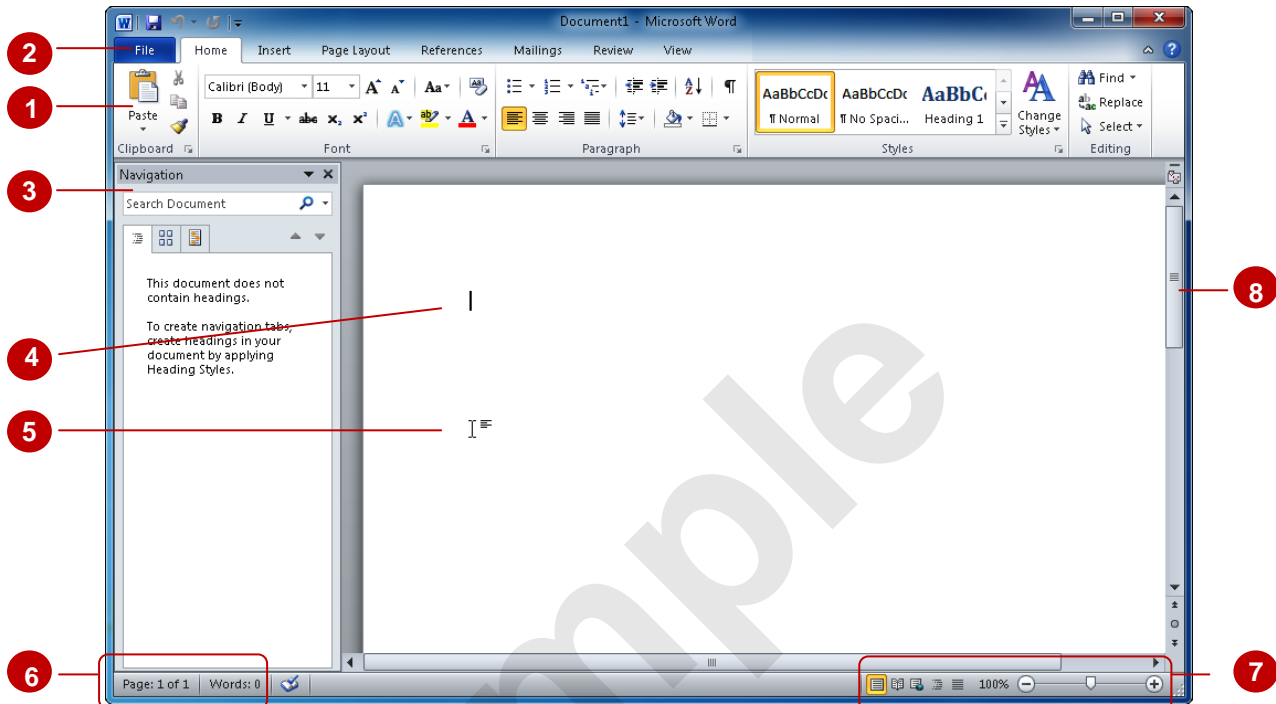 Document1 - Microsoft Word
File Home Insert Page Layout References Mailings Review View
2
1
Paste
Calibri (Body) 11
Aa
B I U abc x₂ x² A ab A
AaBbCcDc AaBbCcDc AaBbC
¶ Normal ¶ No Spaci... Heading 1
Change
Styles
Find
Replace
Select
Clipboard Font Paragraph Styles Editing
3
Navigation
Search Document
This document does not
contain headings.
To create navigation tabs,
create headings in your
document by applying
Heading Styles.
4
5
8
mple
6
Page: 1 of 1 Words: 0
100%
7